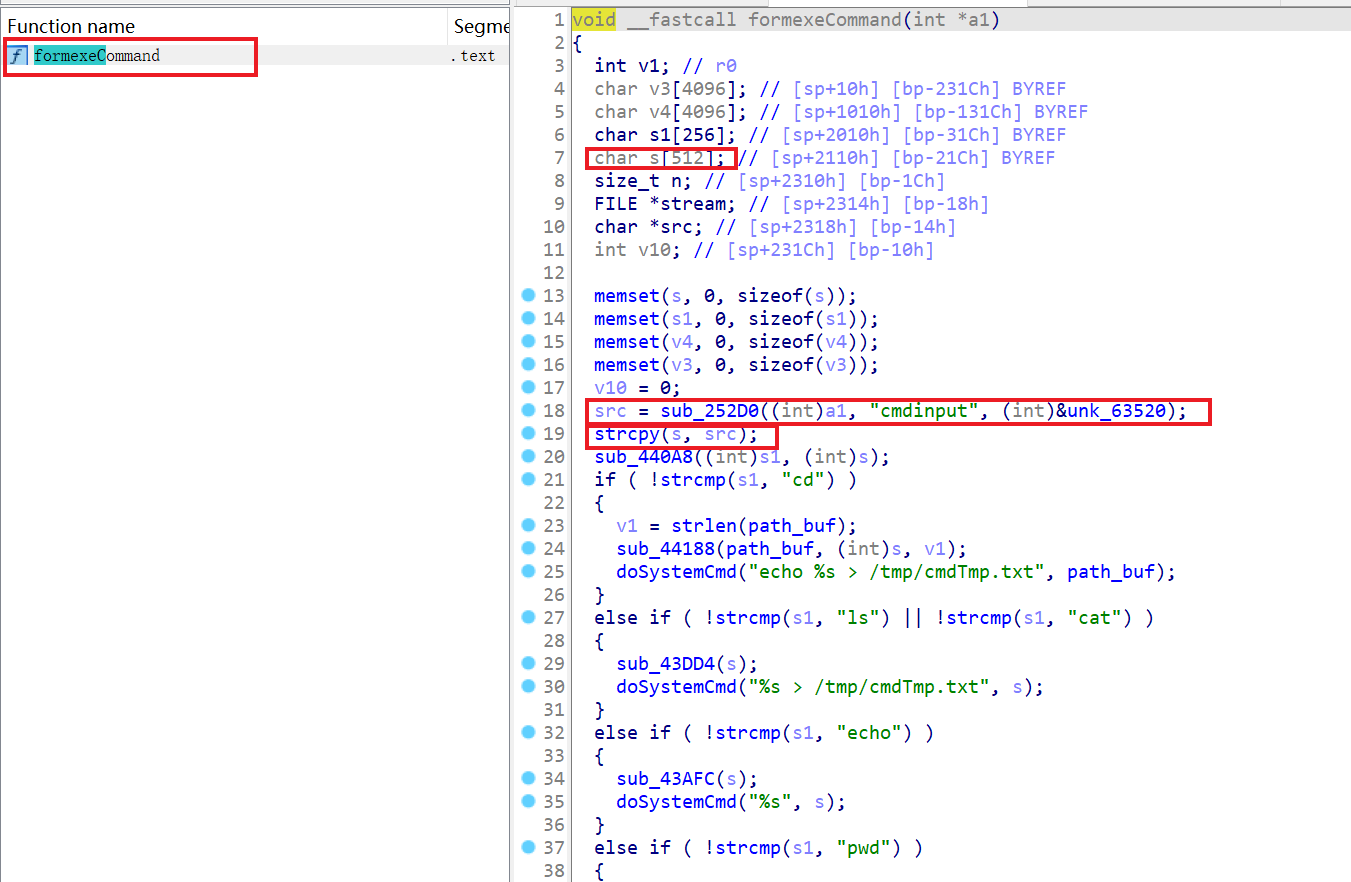 Function name Segme
f formexeCommand .text
1 void __fastcall formexeCommand(int *a1)
2 {
3 int v1; // r0
4 char v3[4096]; // [sp+10h] [bp-231Ch] BYREF
5 char v4[4096]; // [sp+1010h] [bp-131Ch] BYREF
6 char s1[256]; // [sp+2010h] [bp-31Ch] BYREF
7 char s[512]; // [sp+2110h] [bp-21Ch] BYREF
8 size_t n; // [sp+2310h] [bp-1Ch]
9 FILE *stream; // [sp+2314h] [bp-18h]
10 char *src; // [sp+2318h] [bp-14h]
11 int v10; // [sp+231Ch] [bp-10h]
12
13 memset(s, 0, sizeof(s));
14 memset(s1, 0, sizeof(s1));
15 memset(v4, 0, sizeof(v4));
16 memset(v3, 0, sizeof(v3));
17 v10 = 0;
18 src = sub_252D0((int)a1, "cmdinput", (int)&unk_63520);
19 strcpy(s, src);
20 sub_440A8((int)s1, (int)s);
21 if ( !strcmp(s1, "cd") )
22 {
23 v1 = strlen(path_buf);
24 sub_44188(path_buf, (int)s, v1);
25 doSystemCmd("echo %s > /tmp/cmdTmp.txt", path_buf);
26 }
27 else if ( !strcmp(s1, "ls") || !strcmp(s1, "cat") )
28 {
29 sub_43DD4(s);
30 doSystemCmd("%s > /tmp/cmdTmp.txt", s);
31 }
32 else if ( !strcmp(s1, "echo") )
33 {
34 sub_43AFC(s);
35 doSystemCmd("%s", s);
36 }
37 else if ( !strcmp(s1, "pwd") )
38 {